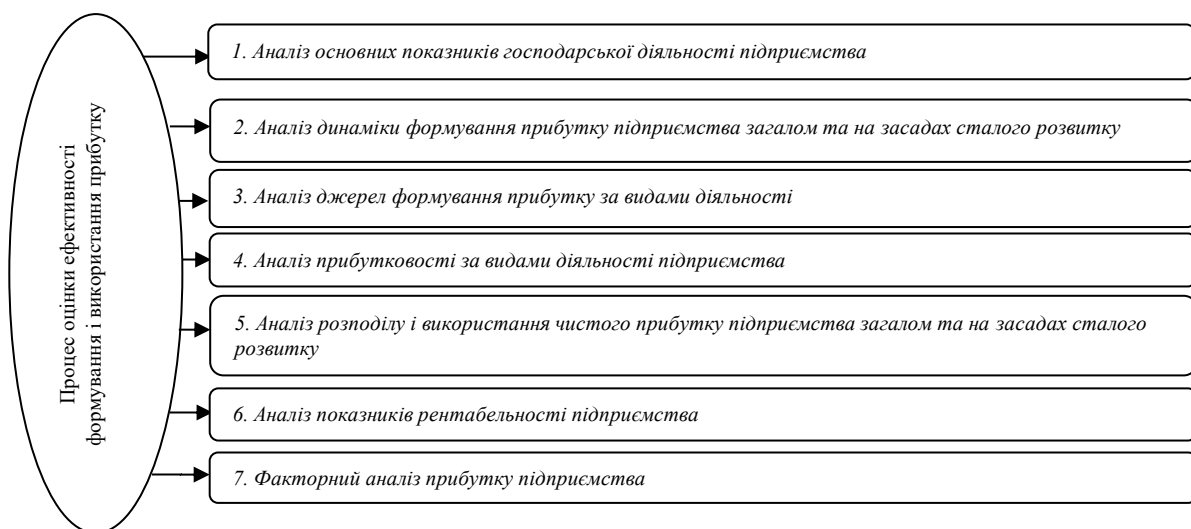 Процес оцінки ефективності
формування і використання прибутку
1. Аналіз основних показників господарської діяльності підприємства
2. Аналіз динаміки формування прибутку підприємства загалом та на засадах сталого розвитку
3. Аналіз джерел формування прибутку за видами діяльності
4. Аналіз прибутковості за видами діяльності підприємства
5. Аналіз розподілу і використання чистого прибутку підприємства загалом та на засадах сталого
розвитку
6. Аналіз показників рентабельності підприємства
7. Факторний аналіз прибутку підприємства